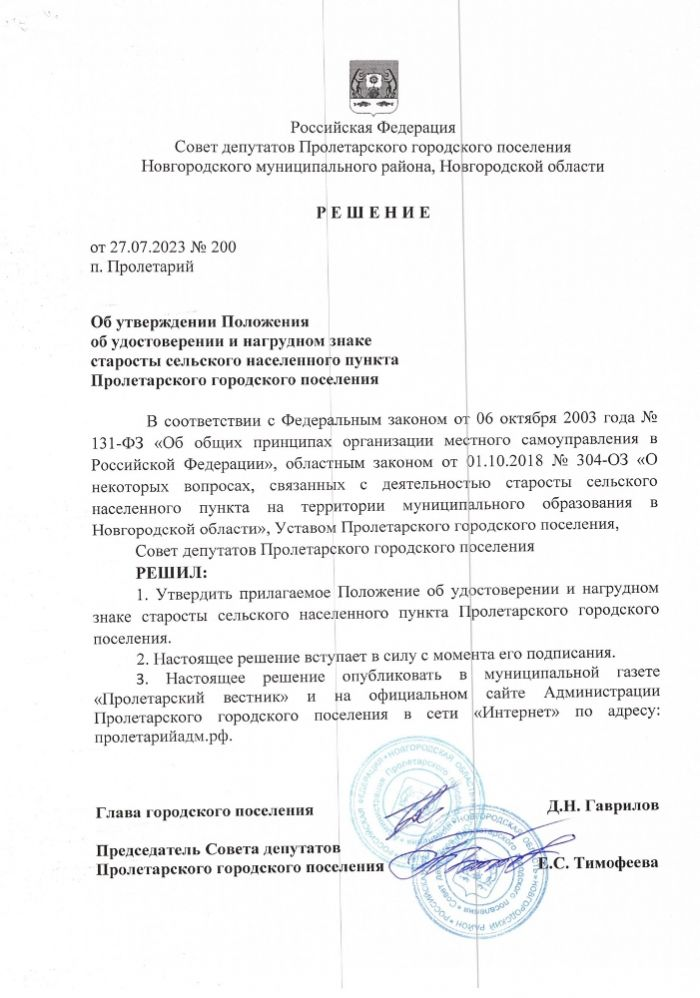 Российская Федерация
Совет депутатов Пролетарского городского поселения
Новгородского муниципального района, Новгородской области
Р Е Ш Е Н И Е
от 27.07.2023 № 200
п. Пролетарий
Об утверждении Положения
об удостоверении и нагрудном знаке
старосты сельского населенного пункта
Пролетарского городского поселения
В соответствии с Федеральным законом от 06 октября 2003 года №
131-ФЗ «Об общих принципах организации местного самоуправления в
Российской Федерации», областным законом от 01.10.2018 № 304-ОЗ «О
некоторых вопросах, связанных с деятельностью старосты сельского
населенного пункта на территории муниципального образования в
Новгородской области», Уставом Пролетарского городского поселения,
Совет депутатов Пролетарского городского поселения
РЕШИЛ:
1. Утвердить прилагаемое Положение об удостоверении и нагрудном
знаке старосты сельского населенного пункта Пролетарского городского
поселения.
2. Настоящее решение вступает в силу с момента его подписания.
3. Настоящее решение опубликовать в муниципальной газете
«Пролетарский вестник» и на официальном сайте Администрации
Пролетарского городского поселения в сети «Интернет» по адресу:
пролетарийадм.рф.
Глава городского поселения Д.Н. Гаврилов
Председатель Совета депутатов
Пролетарского городского поселения Е.С. Тимофеева